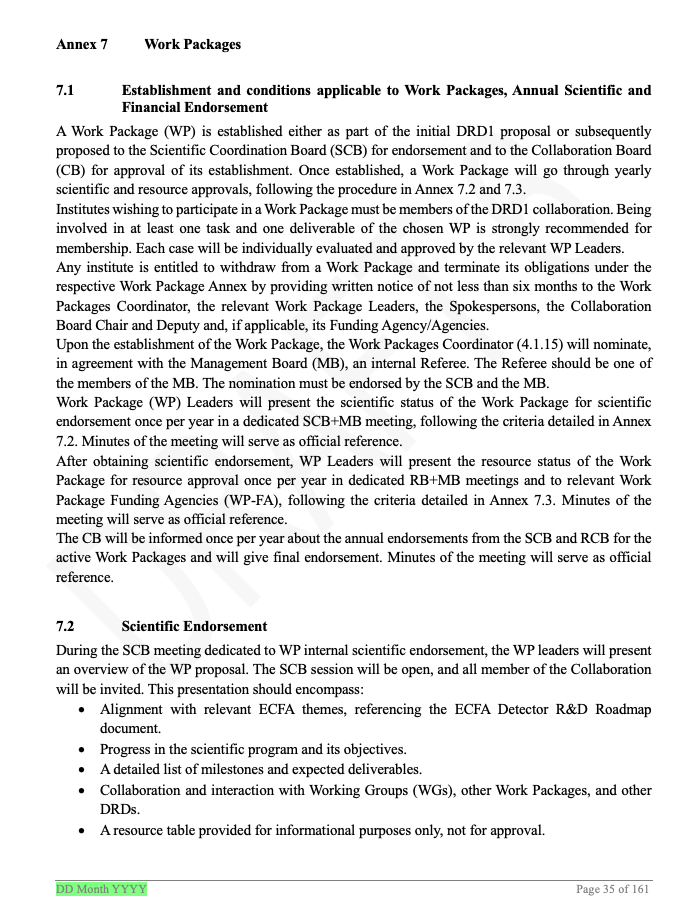 Annex 7 Work Packages
7.1 Establishment and conditions applicable to Work Packages, Annual Scientific and
Financial Endorsement
A Work Package (WP) is established either as part of the initial DRD1 proposal or subsequently
proposed to the Scientific Coordination Board (SCB) for endorsement and to the Collaboration Board
(CB) for approval of its establishment. Once established, a Work Package will go through yearly
scientific and resource approvals, following the procedure in Annex 7.2 and 7.3.
Institutes wishing to participate in a Work Package must be members of the DRD1 collaboration. Being
involved in at least one task and one deliverable of the chosen WP is strongly recommended for
membership. Each case will be individually evaluated and approved by the relevant WP Leaders.
Any institute is entitled to withdraw from a Work Package and terminate its obligations under the
respective Work Package Annex by providing written notice of not less than six months to the Work
Packages Coordinator, the relevant Work Package Leaders, the Spokespersons, the Collaboration
Board Chair and Deputy and, if applicable, its Funding Agency/Agencies.
Upon the establishment of the Work Package, the Work Packages Coordinator (4.1.15) will nominate,
in agreement with the Management Board (MB), an internal Referee. The Referee should be one of
the members of the MB. The nomination must be endorsed by the SCB and the MB.
Work Package (WP) Leaders will present the scientific status of the Work Package for scientific
endorsement once per year in a dedicated SCB+MB meeting, following the criteria detailed in Annex
7.2. Minutes of the meeting will serve as official reference.
After obtaining scientific endorsement, WP Leaders will present the resource status of the Work
Package for resource approval once per year in dedicated RB+MB meetings and to relevant Work
Package Funding Agencies (WP-FA), following the criteria detailed in Annex 7.3. Minutes of the
meeting will serve as official reference.
The CB will be informed once per year about the annual endorsements from the SCB and RCB for the
active Work Packages and will give final endorsement. Minutes of the meeting will serve as official
reference.
7.2 Scientific Endorsement
During the SCB meeting dedicated to WP internal scientific endorsement, the WP leaders will present
an overview of the WP proposal. The SCB session will be open, and all member of the Collaboration
will be invited. This presentation should encompass:
• Alignment with relevant ECFA themes, referencing the ECFA Detector R&D Roadmap
document.
• Progress in the scientific program and its objectives.
• A detailed list of milestones and expected deliverables.
• Collaboration and interaction with Working Groups (WGs), other Work Packages, and other
DRDs.
• A resource table provided for informational purposes only, not for approval.
DD Month YYYY Page 35 of 161